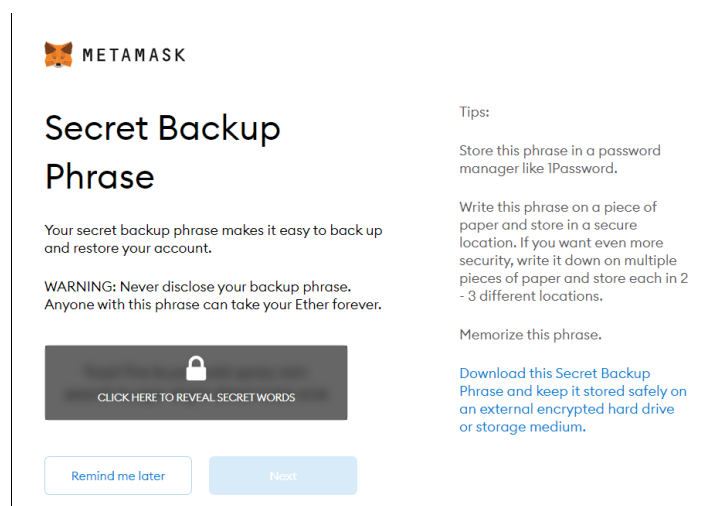 METAMASK
Secret Backup
Phrase
Your secret backup phrase makes it easy to back up
and restore your account.
WARNING: Never disclose your backup phrase.
Anyone with this phrase can take your Ether forever.
CLICK HERE TO REVEAL SECRET WORDS
Remind me later
Next
Tips:
Store this phrase in a password
manager like 1Password.
Write this phrase on a piece of
paper and store in a secure
location. If you want even more
security, write it down on multiple
pieces of paper and store each in 2
- 3 different locations.
Memorize this phrase.
Download this Secret Backup
Phrase and keep it stored safely on
an external encrypted hard drive
or storage medium.